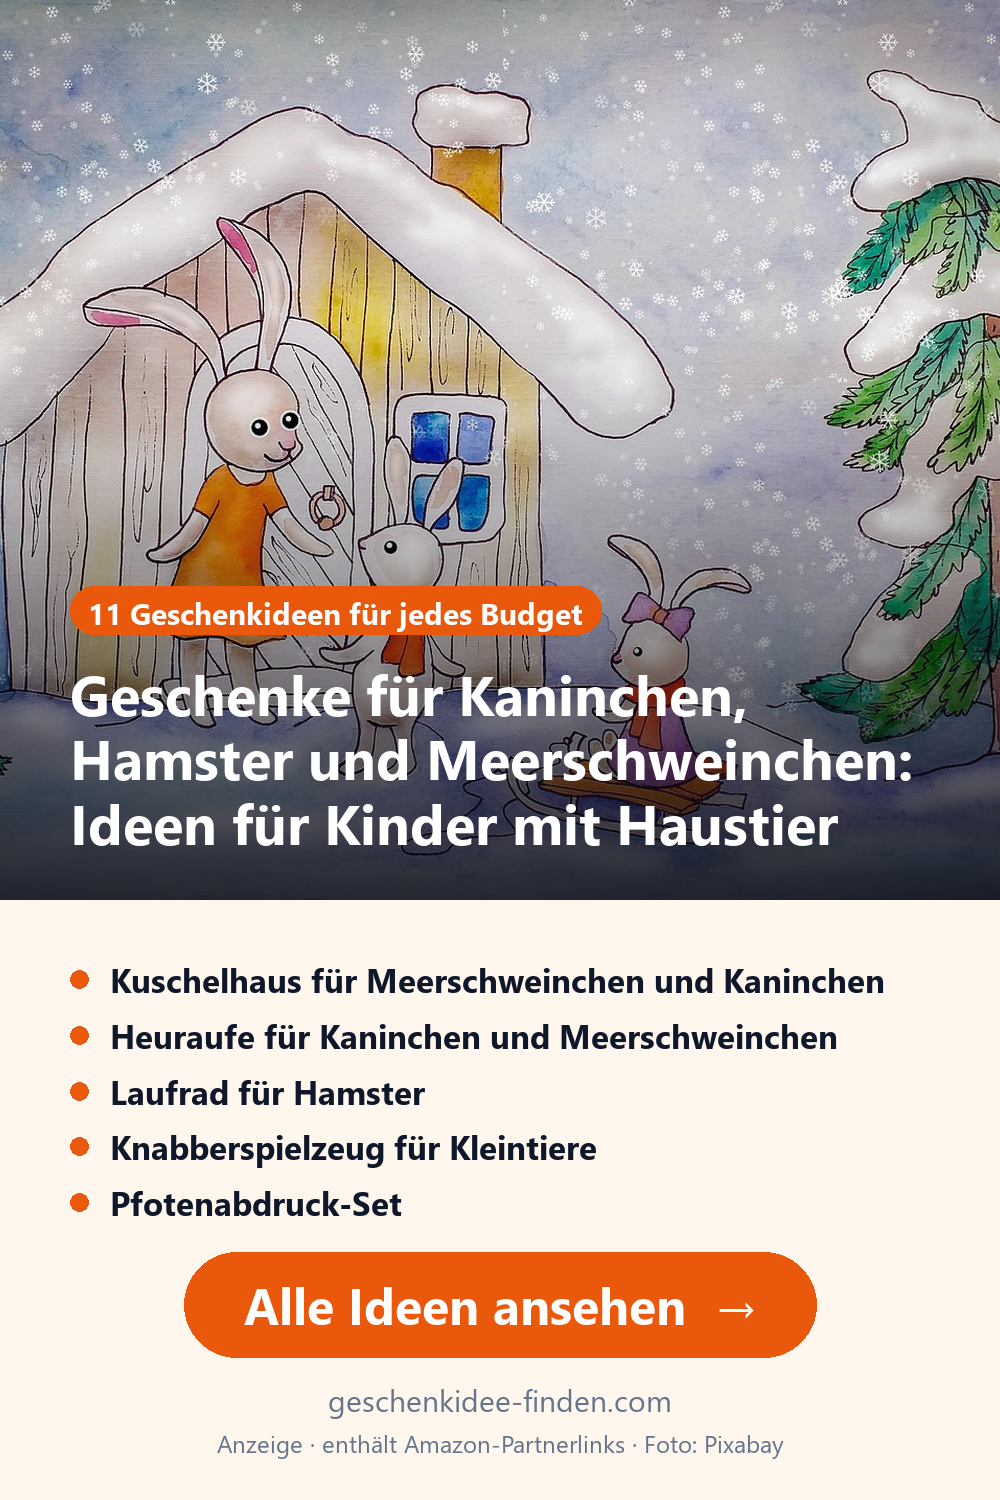 11 Geschenkideen für jedes Budget
Geschenke für Kaninchen,
Hamster und Meerschweinchen:
Ideen für Kinder mit Haustier
Kuschelhaus für Meerschweinchen und Kaninchen
Heuraufe für Kaninchen und Meerschweinchen
Laufrad für Hamster
Knabberspielzeug für Kleintiere
Pfotenabdruck-Set
Alle Ideen ansehen →
geschenkidee-finden.com
Anzeige · enthält Amazon-Partnerlinks · Foto: Pixabay